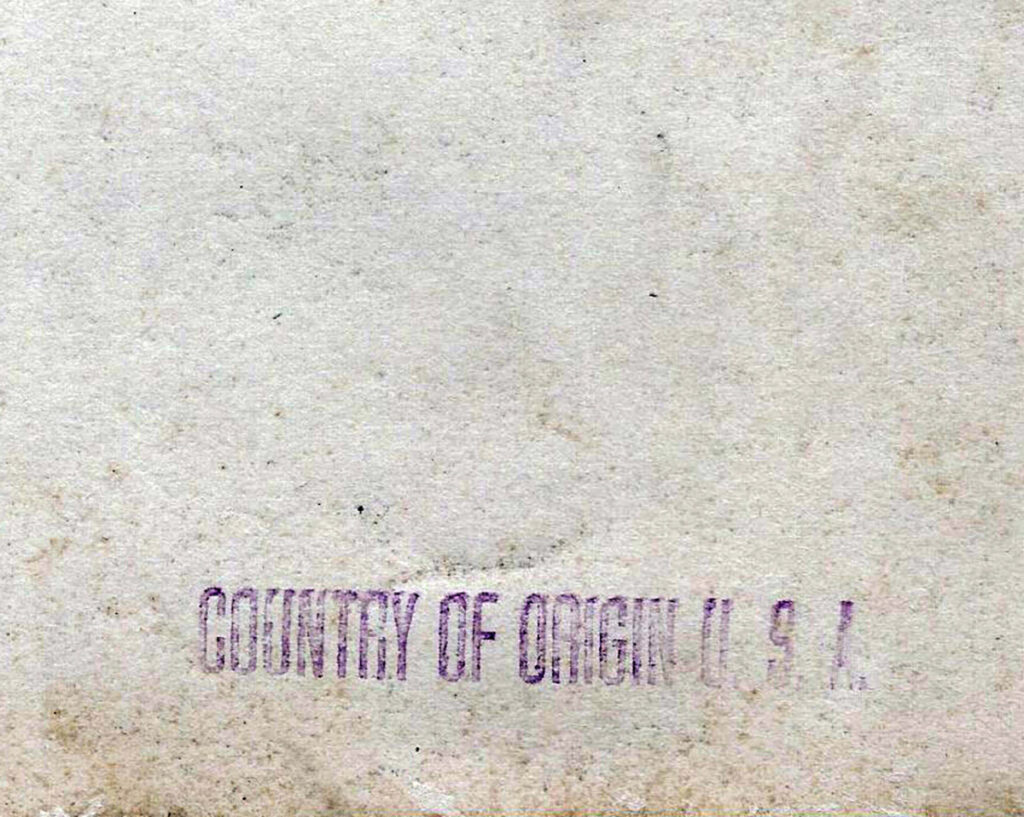 COUNTRY OF ORIGIN U. S. A.